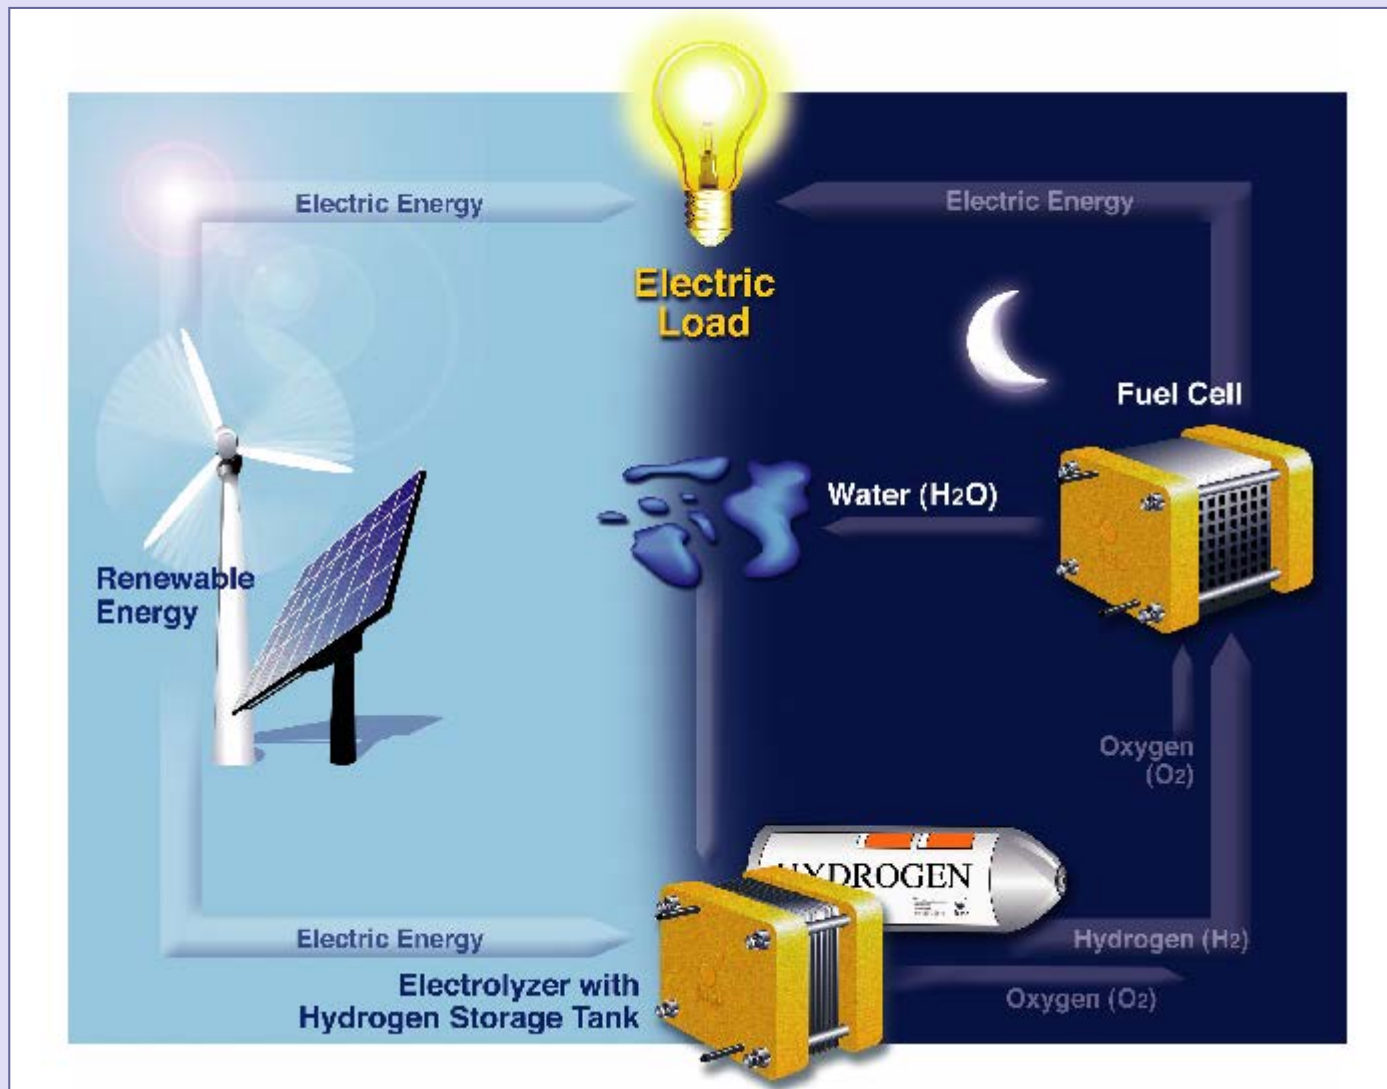 Electric Energy
Electric Energy
Electric
Load
Fuel Cell
Water (H2O)
Renewable
Energy
Oxygen
(O2)
HYDROGEN
Electric Energy
Hydrogen (H2)
Electrolyzer with
Hydrogen Storage Tank
Oxygen (O2)